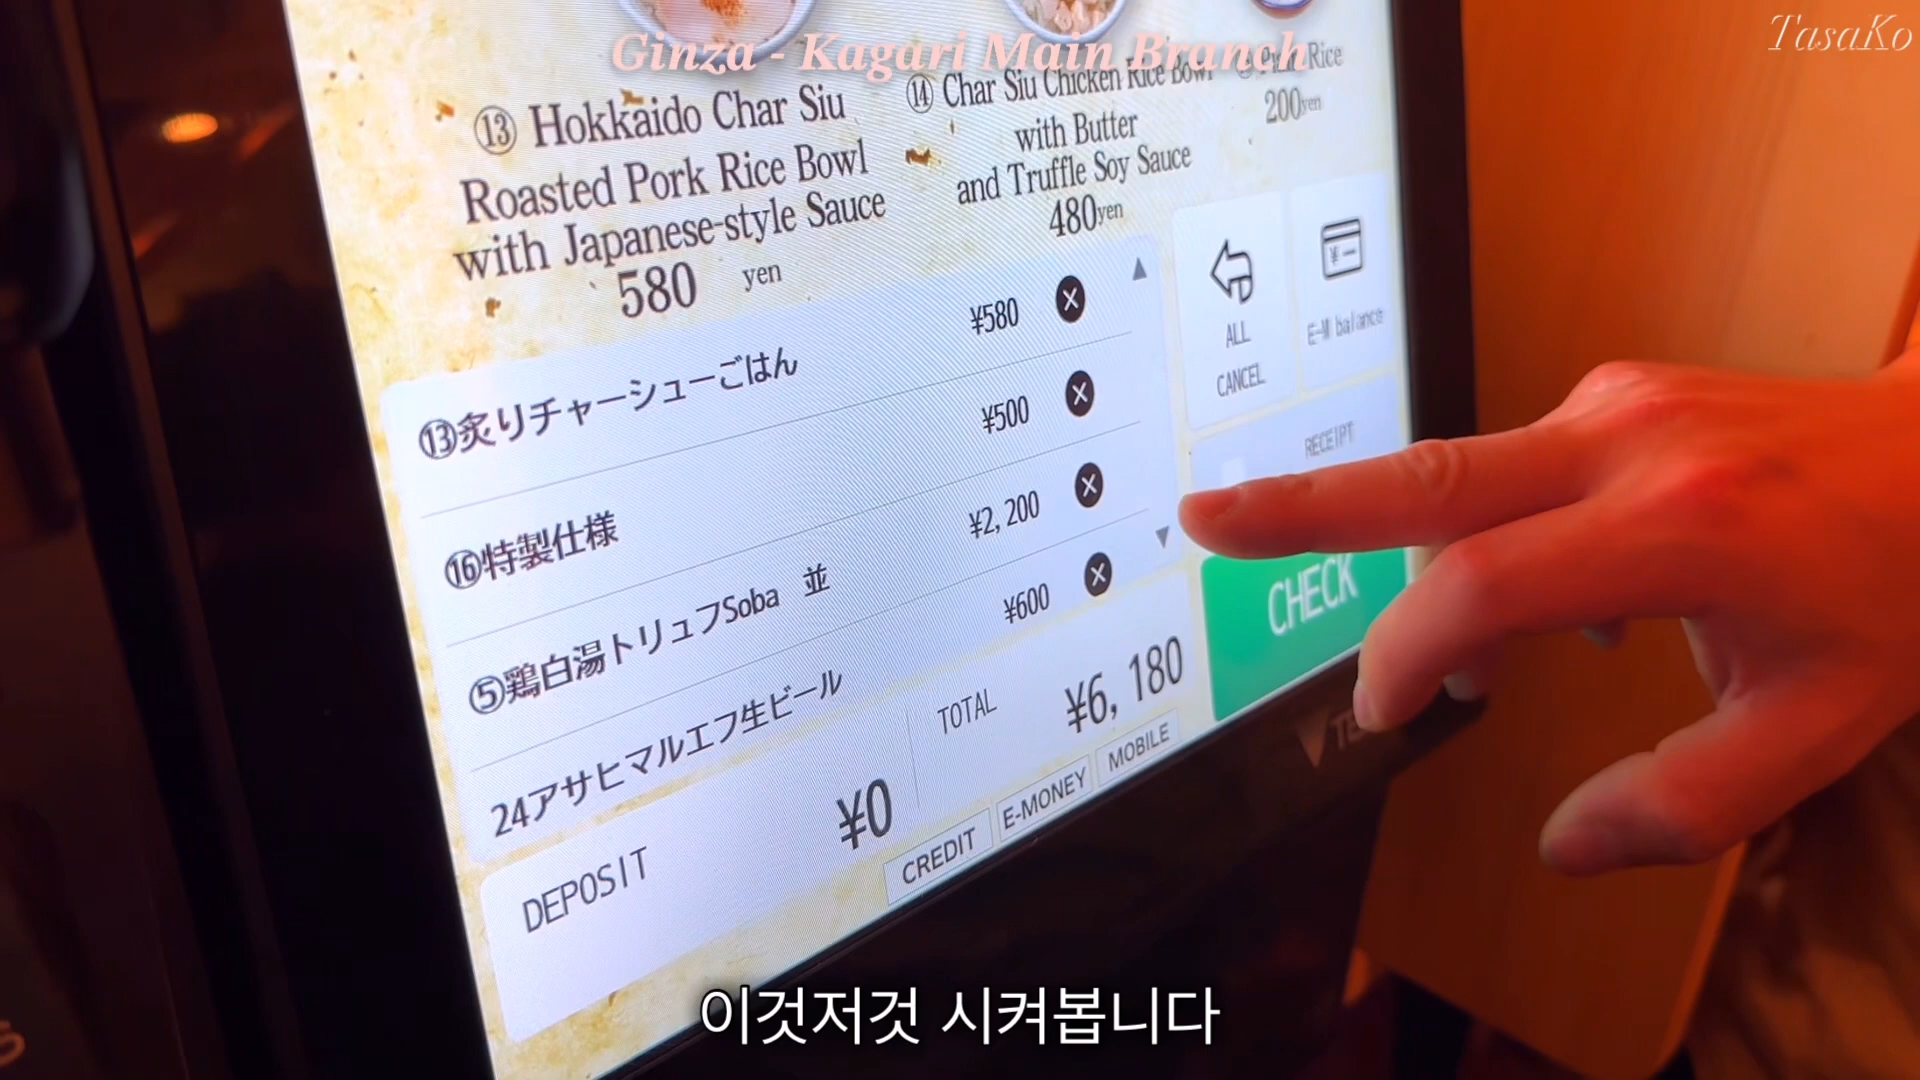 TasaKo
Ginza - Kagari Main Branch
⑬ Hokkaido Char Siu
Roasted Pork Rice Bowl
with Japanese-style Sauce
580 yen
⑭ Char Siu Chicken Rice Bowl
with Butter
and Truffle Soy Sauce
480yen
Rice
200yen
⑬炙りチャーシューごはん ¥580
⑯特製仕様 ¥500
⑤鶏白湯トリュフSoba 並 ¥2,200
24アサヒマルエフ生ビール ¥600
DEPOSIT ¥0
TOTAL ¥6,180
CREDIT
E-MONEY
MOBILE
ALL
CANCEL
E-M balance
RECEIPT
CHECK
이것저것 시켜봅니다